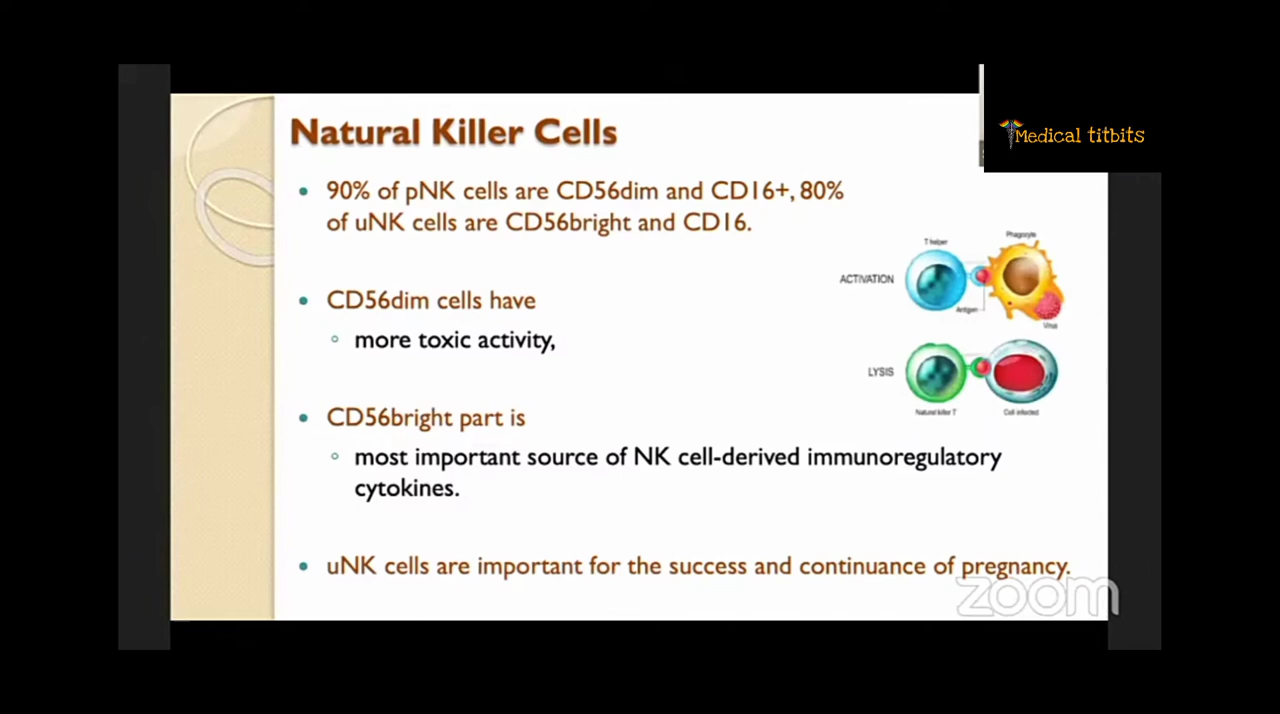 Natural Killer Cells
Medical titbits
• 90% of pNK cells are CD56dim and CD16+, 80%
of uNK cells are CD56bright and CD16.
• CD56dim cells have
◦ more toxic activity,
• CD56bright part is
◦ most important source of NK cell-derived immunoregulatory
cytokines.
• uNK cells are important for the success and continuance of pregnancy.
T helper
Phagocyte
ACTIVATION
Antigen
Virus
LYSIS
Natural killer T
Cell infected
zoom